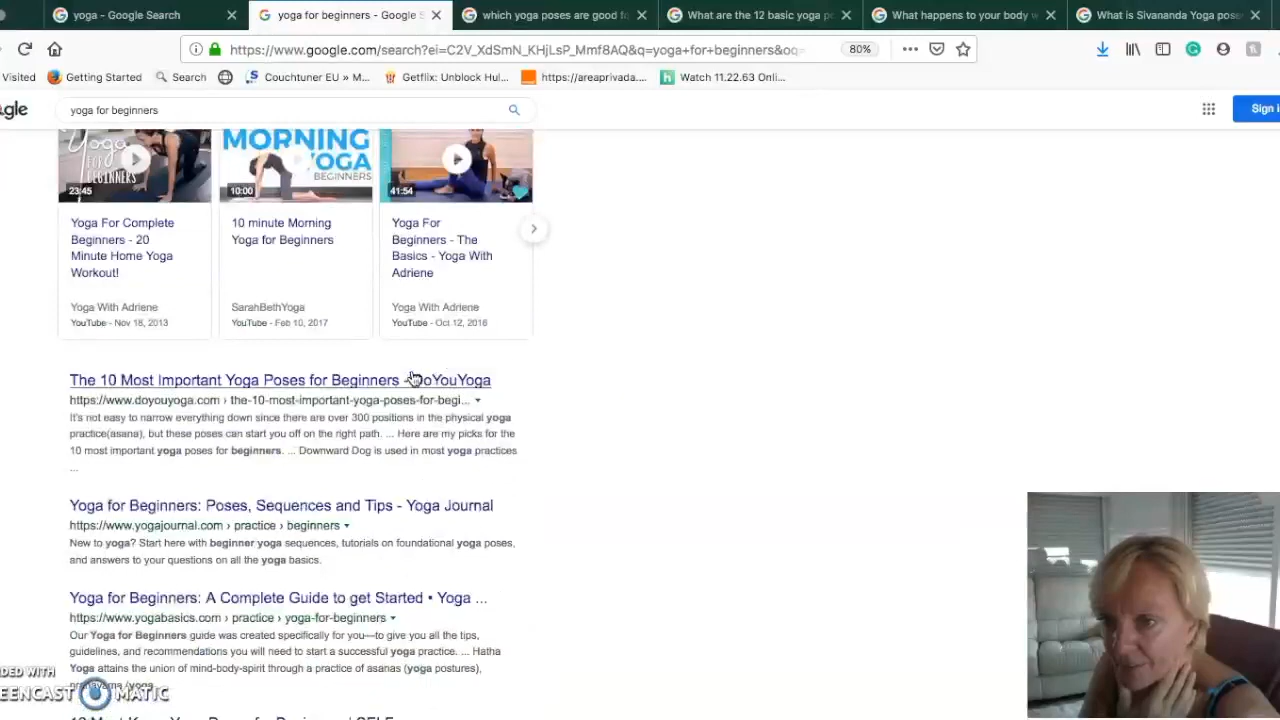 yoga - Google Search
yoga for beginners - Google S
which yoga poses are good fo
What are the 12 basic yoga po
What happens to your body w
What is Sivananda Yoga pose
https://www.google.com/search?ei=C2V_XdSmN_KHjLsP_Mmf8AQ&q=yoga+for+beginners&oq=
80%
Visited
Getting Started
Search
Couchtuner EU » M...
Getflix: Unblock Hul...
https://areaprivada....
Watch 11.22.63 Onli...
gle
yoga for beginners
Sign i
Yoga
FOR
BEGINNERS
23:45
MORNING
YOGA
BEGINNERS
10:00
41:54
Yoga For Complete
Beginners - 20
Minute Home Yoga
Workout!
Yoga With Adriene
YouTube - Nov 18, 2013
10 minute Morning
Yoga for Beginners
SarahBethYoga
YouTube - Feb 10, 2017
Yoga For
Beginners - The
Basics - Yoga With
Adriene
Yoga With Adriene
YouTube - Oct 12, 2016
The 10 Most Important Yoga Poses for Beginners - DoYouYoga
https://www.doyouyoga.com › the-10-most-important-yoga-poses-for-begi...
It's not easy to narrow everything down since there are over 300 positions in the physical yoga
practice(asana), but these poses can start you off on the right path. ... Here are my picks for the
10 most important yoga poses for beginners. ... Downward Dog is used in most yoga practices
...
Yoga for Beginners: Poses, Sequences and Tips - Yoga Journal
https://www.yogajournal.com › practice › beginners
New to yoga? Start here with beginner yoga sequences, tutorials on foundational yoga poses,
and answers to your questions on all the yoga basics.
Yoga for Beginners: A Complete Guide to get Started • Yoga ...
https://www.yogabasics.com › practice › yoga-for-beginners
Our Yoga for Beginners guide was created specifically for you—to give you all the tips,
guidelines, and recommendations you will need to start a successful yoga practice. ... Hatha
Yoga attains the union of mind-body-spirit through a practice of asanas (yoga postures),
DED WITH
EENCAST MATIC